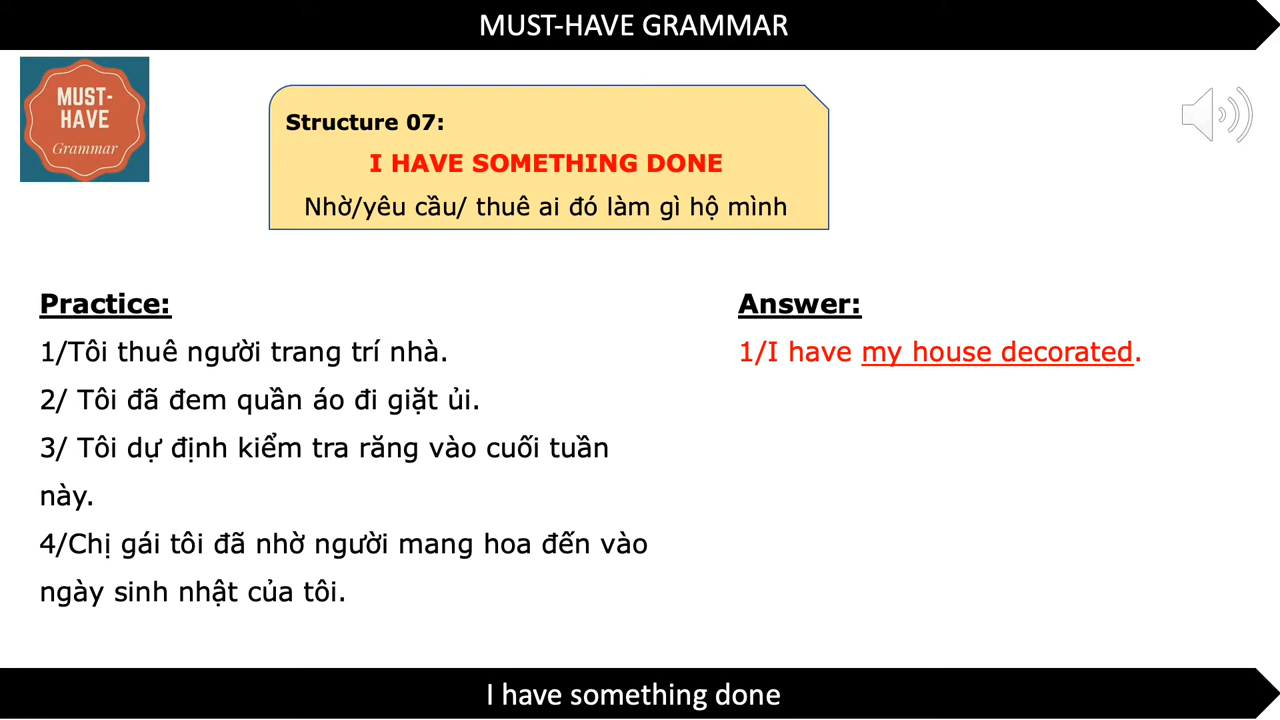 MUST-HAVE GRAMMAR
MUST-
HAVE
Grammar
Structure 07:
I HAVE SOMETHING DONE
Nhờ/yêu cầu/ thuê ai đó làm gì hộ mình
Practice:
1/Tôi thuê người trang trí nhà.
2/ Tôi đã đem quần áo đi giặt ủi.
3/ Tôi dự định kiểm tra răng vào cuối tuần
này.
4/Chị gái tôi đã nhờ người mang hoa đến vào
ngày sinh nhật của tôi.
Answer:
1/I have my house decorated.
I have something done